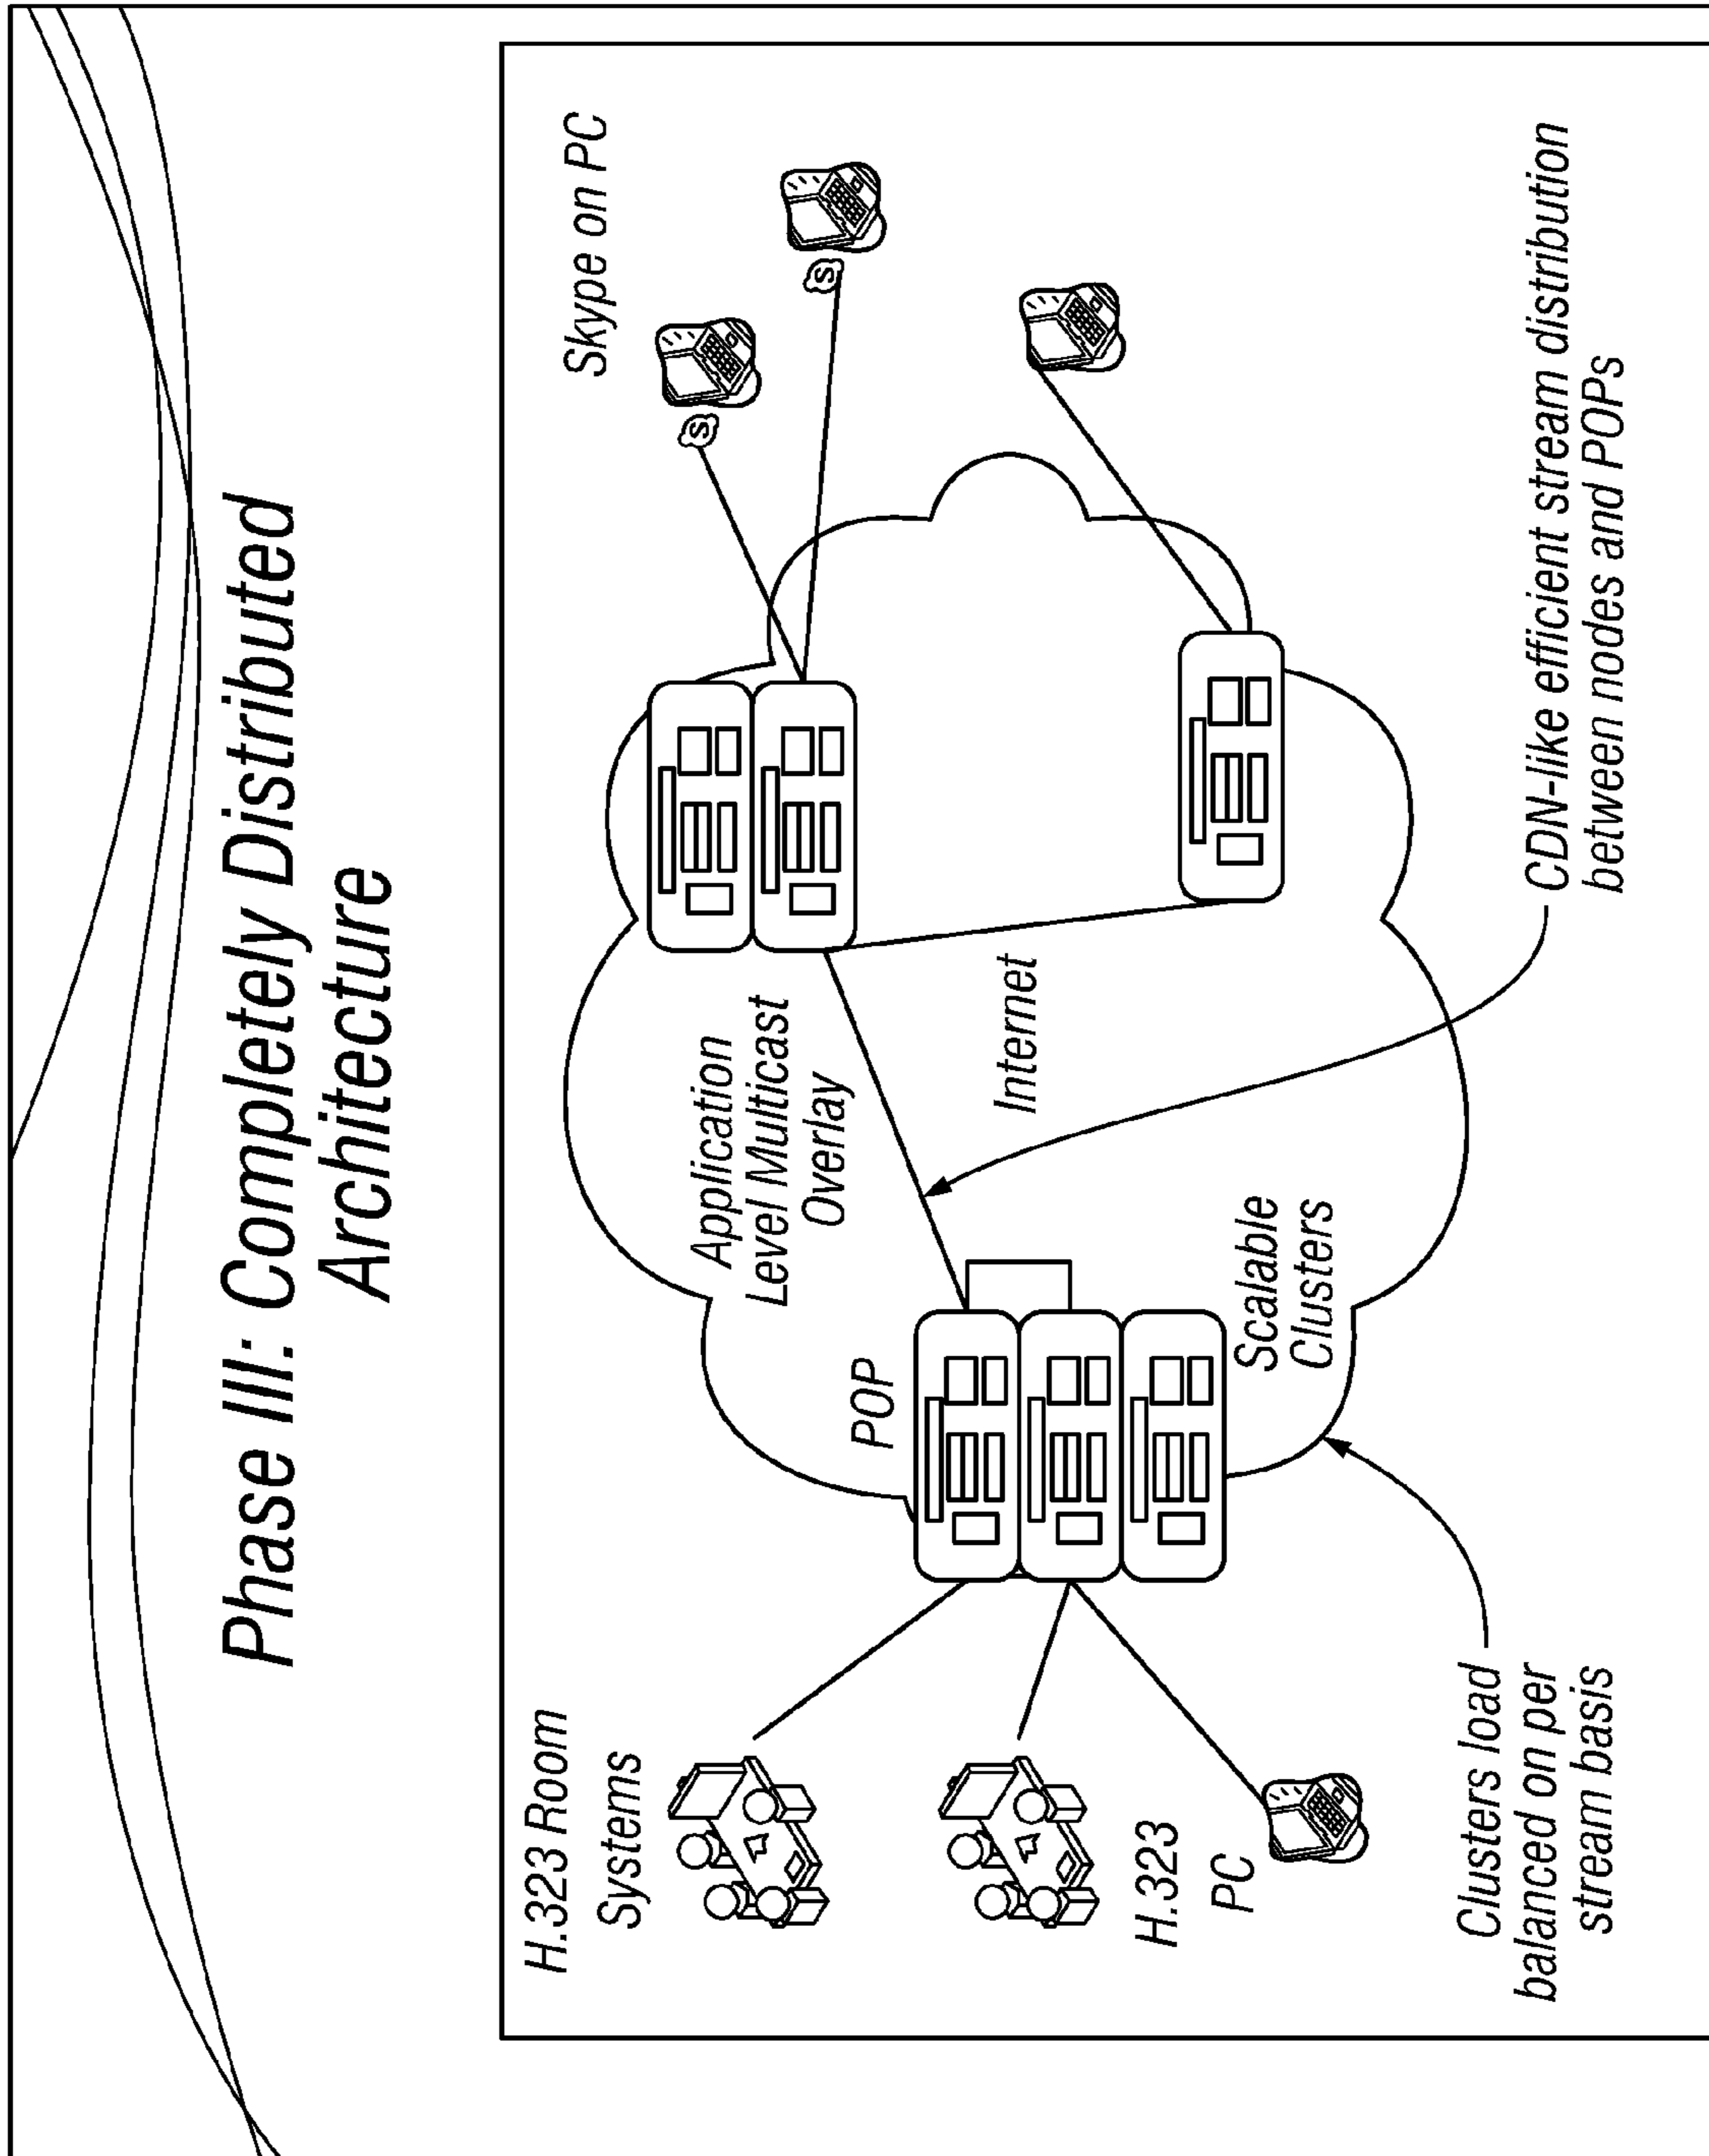 Phase III: Completely Distributed
Architecture
H.323 Room
Systems
H.323
PC
Clusters load
balanced on per
stream basis
POP
Scalable
Clusters
Application
Level Multicast
Overlay
Internet
Skype on PC
S
S
CDN-like efficient stream distribution
between nodes and POPs